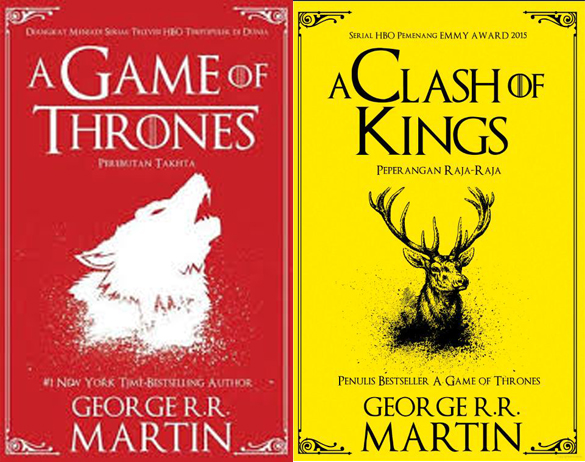 Diangkat Menjadi Serial Televisi HBO Terpopuler di Dunia
A GAME OF
THRONES
Perebutan Takhta
#1 New York Time-Bestselling Author
GEORGE R.R.
MARTIN
Serial HBO Pemenang EMMY AWARD 2015
A CLASH OF
KINGS
Peperangan Raja-Raja
Penulis Bestseller A Game of Thrones
GEORGE R.R.
MARTIN